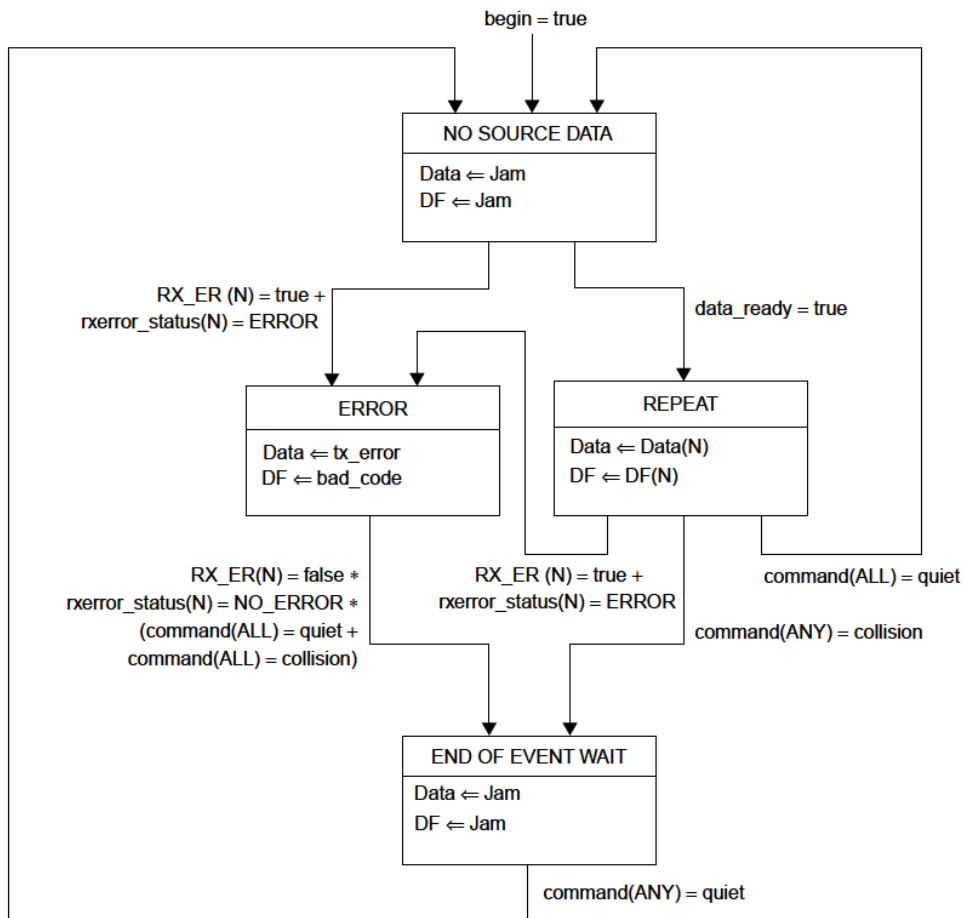 begin = true
NO SOURCE DATA
Data ⇐ Jam
DF ⇐ Jam
RX_ER (N) = true +
rxerror_status(N) = ERROR
data_ready = true
ERROR
Data ⇐ tx_error
DF ⇐ bad_code
REPEAT
Data ⇐ Data(N)
DF ⇐ DF(N)
RX_ER(N) = false *
rxerror_status(N) = NO_ERROR *
(command(ALL) = quiet +
command(ALL) = collision)
RX_ER (N) = true +
rxerror_status(N) = ERROR
command(ALL) = quiet
command(ANY) = collision
END OF EVENT WAIT
Data ⇐ Jam
DF ⇐ Jam
command(ANY) = quiet